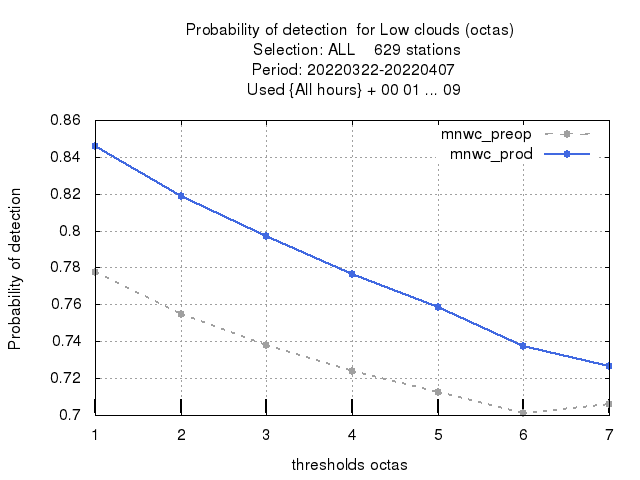 Probability of detection  for Low clouds (octas)
Selection: ALL    629 stations
Period: 20220322-20220407
Used {All hours} + 00 01 ... 09
mnwc_preop
mnwc_prod
Probability of detection
0.86
0.84
0.82
0.8
0.78
0.76
0.74
0.72
0.7
1 2 3 4 5 6 7
thresholds octas